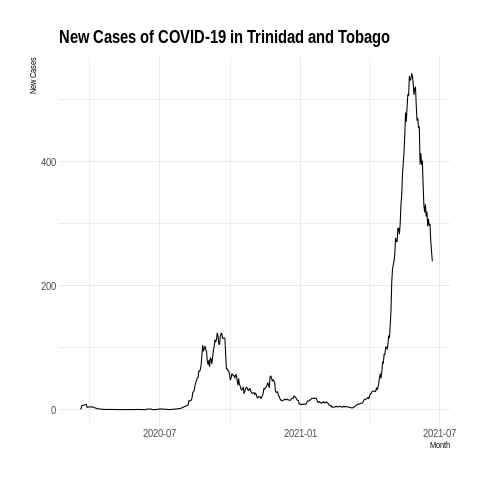 New Cases of COVID-19 in Trinidad and Tobago
New Cases
400
200
0
2020-07
2021-01
2021-07
Month